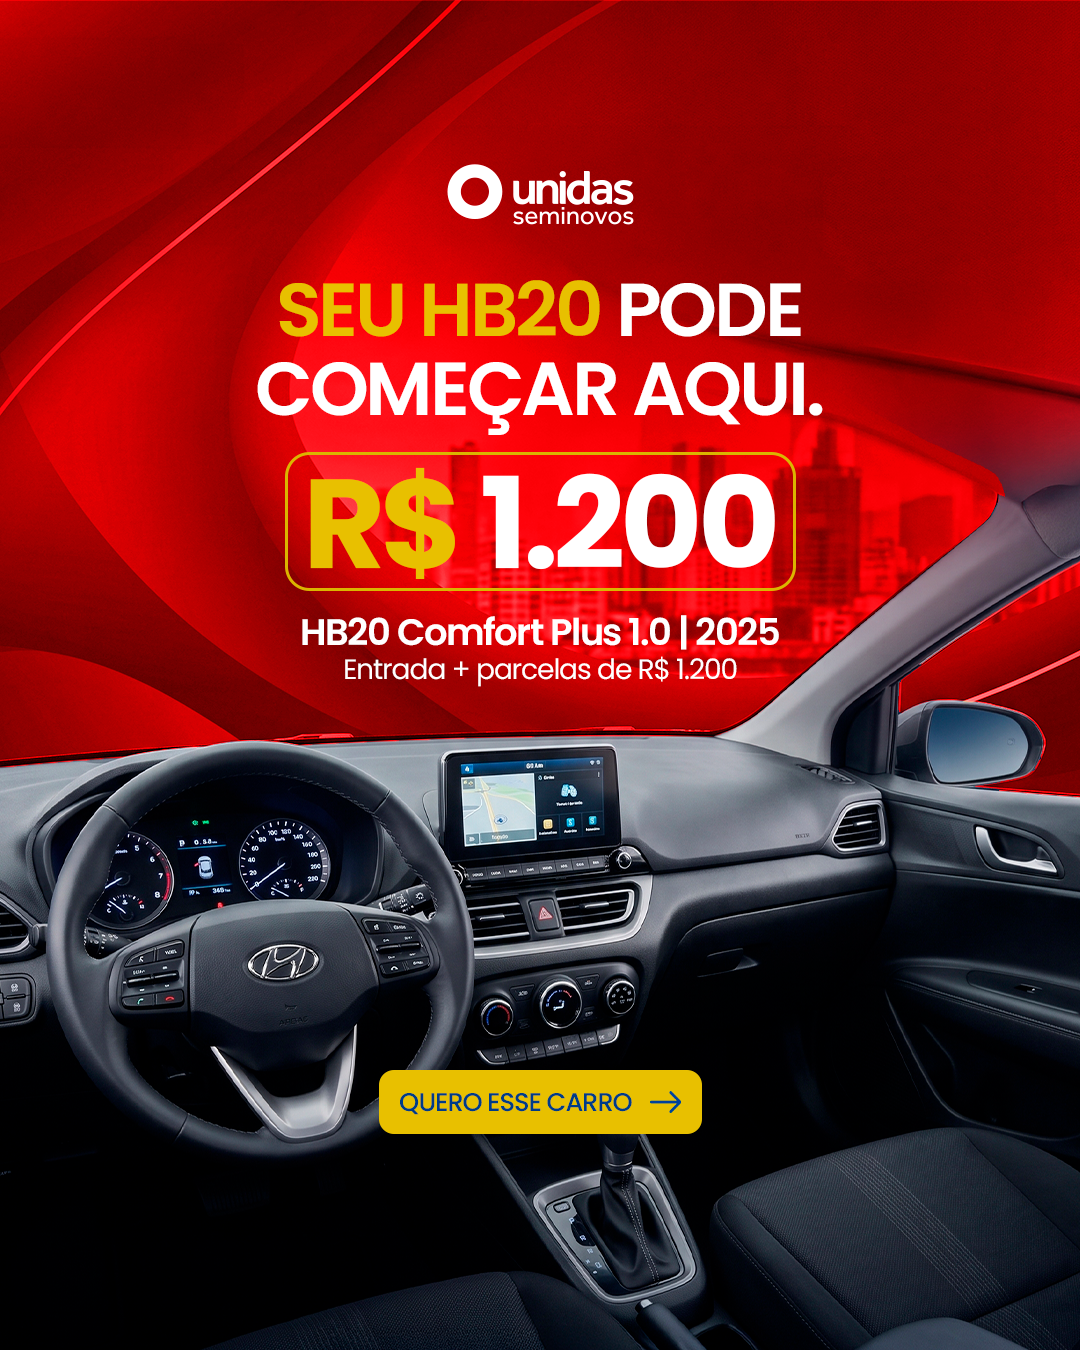 unidas
seminovos
SEU HB20 PODE
COMEÇAR AQUI.
R$ 1.200
HB20 Comfort Plus 1.0 | 2025
Entrada + parcelas de R$ 1.200
QUERO ESSE CARRO